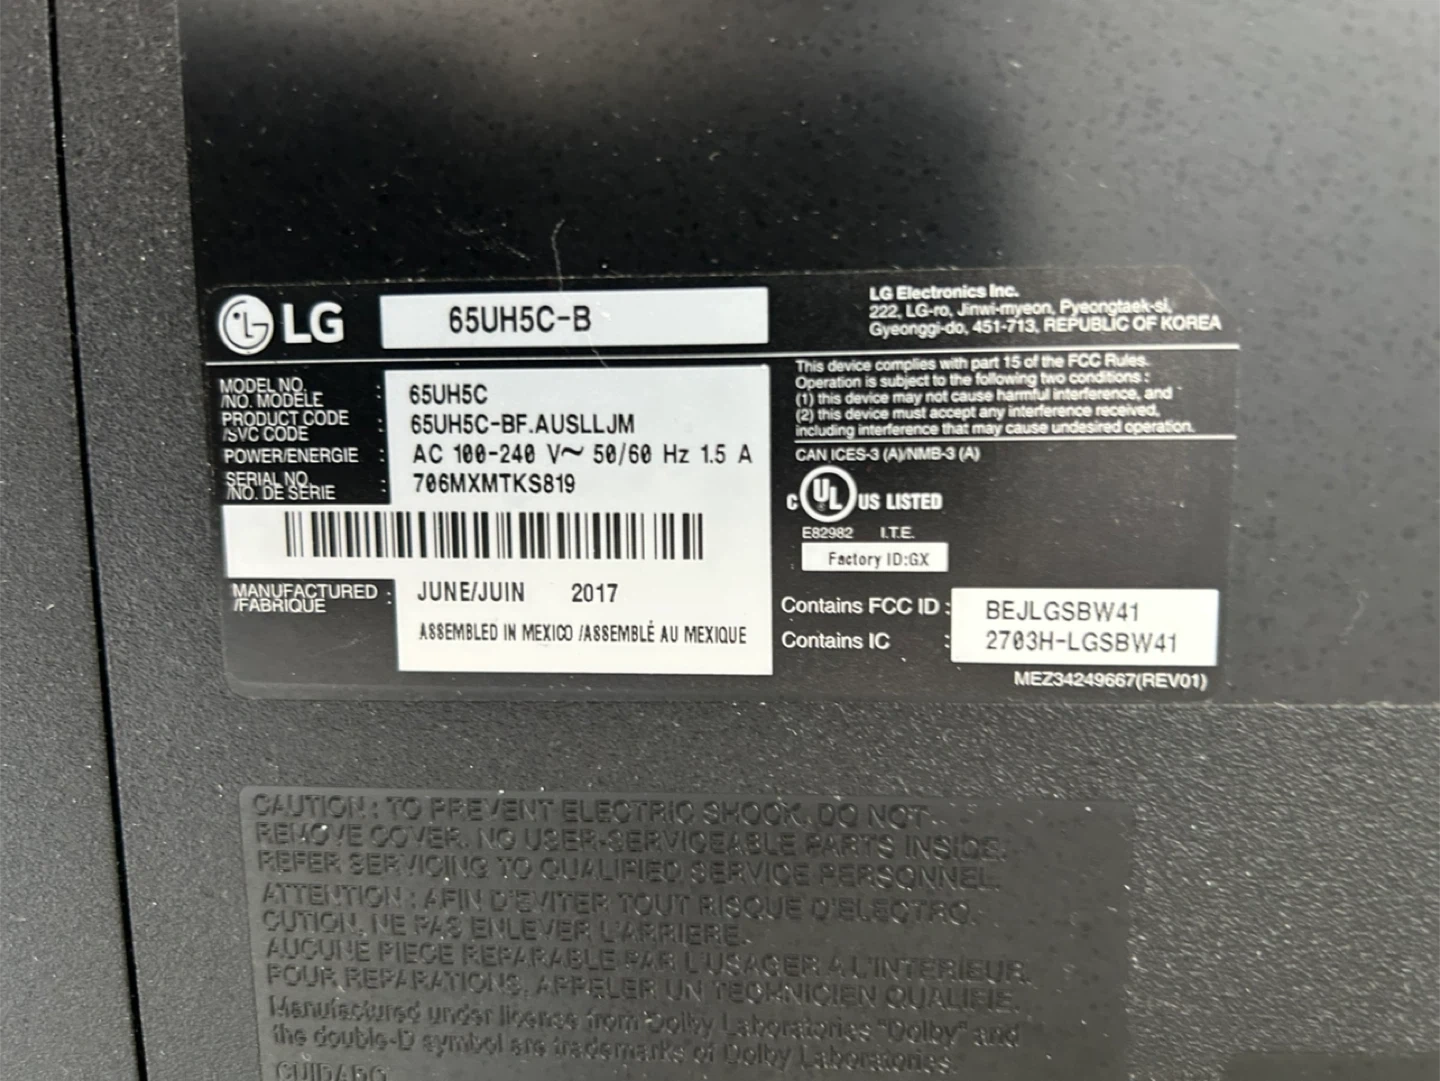 LG
65UH5C-B
LG Electronics Inc.
222, LG-ro, Jinwi-myeon, Pyeongtaek-si,
Gyeonggi-do, 451-713, REPUBLIC OF KOREA
MODEL NO.
/NO. MODÈLE : 65UH5C
PRODUCT CODE
/SVC CODE : 65UH5C-BF.AUSLLJM
POWER/ENERGIE : AC 100-240 V~ 50/60 Hz 1.5 A
SERIAL NO.
/NO. DE SÉRIE : 706MXMTKS819
MANUFACTURED
/FABRIQUÉ : JUNE/JUIN 2017
ASSEMBLED IN MEXICO /ASSEMBLÉ AU MEXIQUE
This device complies with part 15 of the FCC Rules.
Operation is subject to the following two conditions :
(1) this device may not cause harmful interference, and
(2) this device must accept any interference received,
including interference that may cause undesired operation.
CAN ICES-3 (A)/NMB-3 (A)
C UL US LISTED
E82982 I.T.E.
Factory ID:GX
Contains FCC ID : BEJLGSBW41
Contains IC : 2703H-LGSBW41
MEZ34249667(REV01)
CAUTION : TO PREVENT ELECTRIC SHOCK, DO NOT
REMOVE COVER. NO USER-SERVICEABLE PARTS INSIDE.
REFER SERVICING TO QUALIFIED SERVICE PERSONNEL.
ATTENTION : AFIN D'EVITER TOUT RISQUE D'ELECTRO-
CUTION, NE PAS ENLEVER L'ARRIERE.
AUCUNE PIECE REPARABLE PAR L'USAGER A L'INTERIEUR.
POUR REPARATIONS, APPELER UN TECHNICIEN QUALIFIE.
Manufactured under license from Dolby Laboratories "Dolby" and
the double-D symbol are trademarks of Dolby Laboratories.
CUIDADO